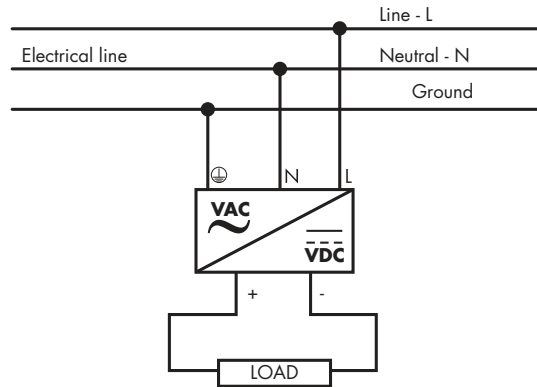 Line - L
Electrical line Neutral - N
Ground
N L
VAC
VDC
+ -
LOAD